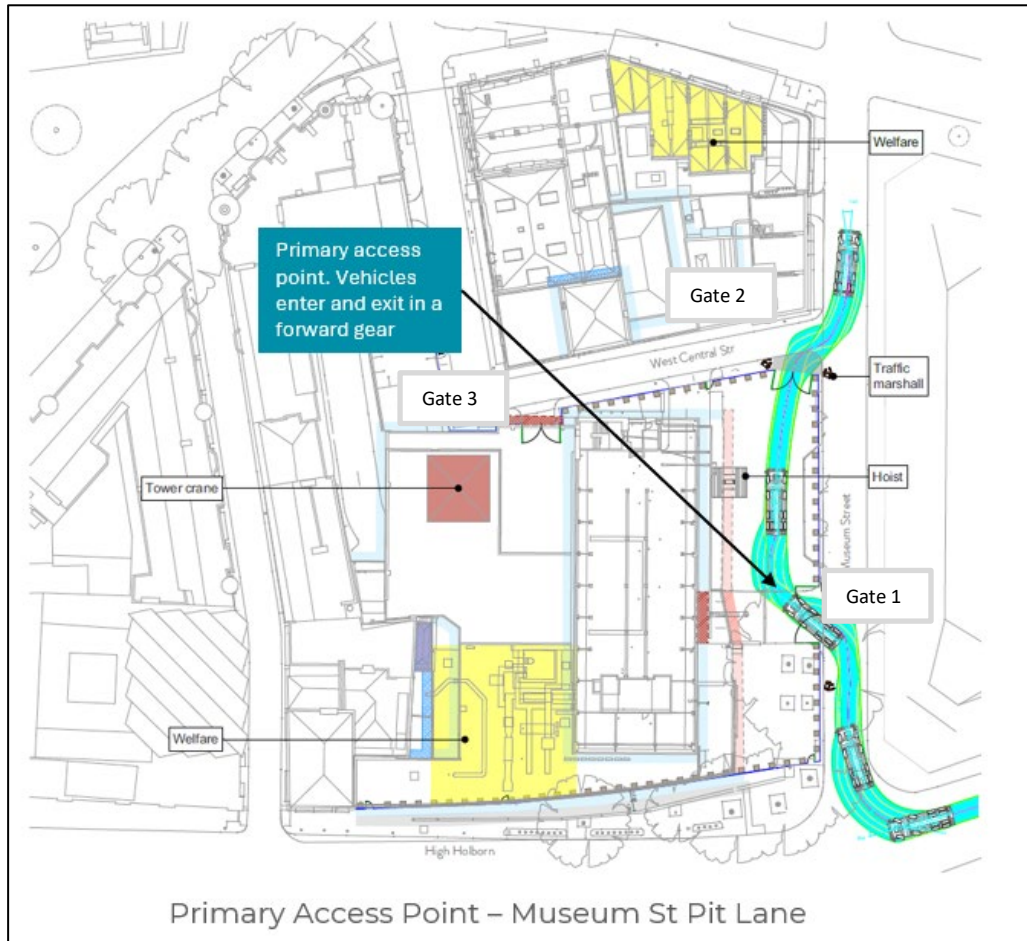 Welfare
Primary access
point. Vehicles
enter and exit in a
forward gear
Gate 2
West Central Str
Traffic
marshall
Gate 3
Tower crane
Hoist
Museum Street
Gate 1
Welfare
High Holborn
Primary Access Point – Museum St Pit Lane